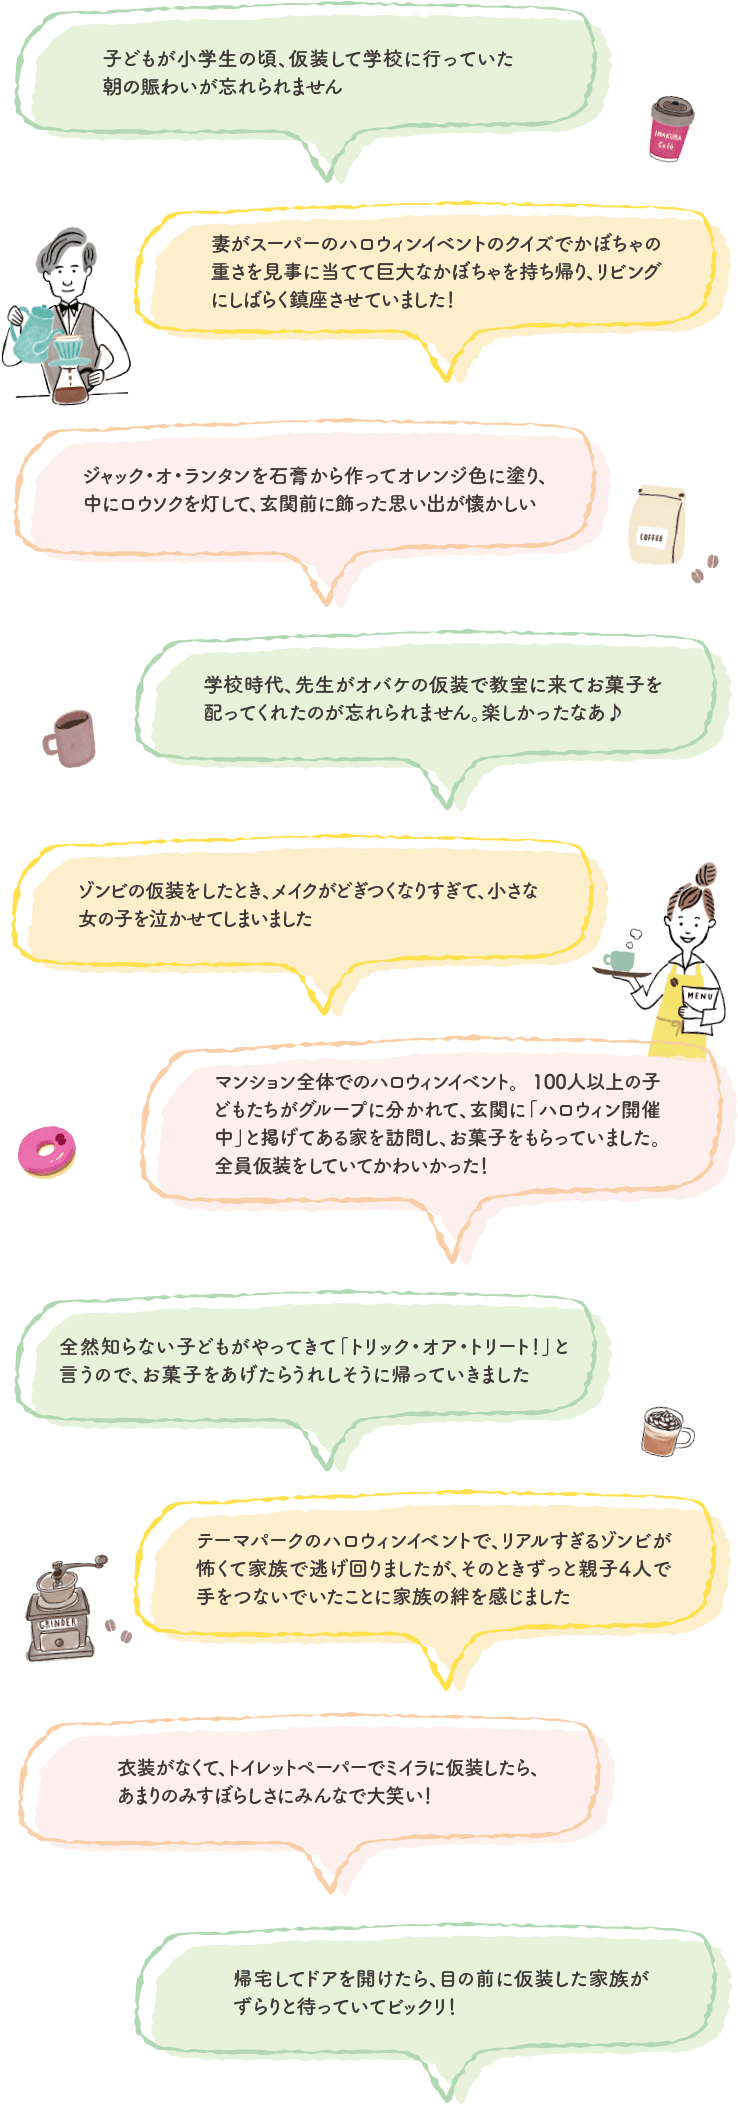 子どもが小学生の頃、仮装して学校に行っていた
朝の賑わいが忘れられません
IMAKURA
Café
妻がスーパーのハロウィンイベントのクイズでかぼちゃの
重さを見事に当てて巨大なかぼちゃを持ち帰り、リビング
にしばらく鎮座させていました！
ジャック・オ・ランタンを石膏から作ってオレンジ色に塗り、
中にロウソクを灯して、玄関前に飾った思い出が懐かしい
COFFEE
学校時代、先生がオバケの仮装で教室に来てお菓子を
配ってくれたのが忘れられません。楽しかったなあ♪
ゾンビの仮装をしたとき、メイクがどぎつくなりすぎて、小さな
女の子を泣かせてしまいました
MENU
マンション全体でのハロウィンイベント。 100人以上の子
どもたちがグループに分かれて、玄関に「ハロウィン開催
中」と掲げてある家を訪問し、お菓子をもらっていました。
全員仮装をしていてかわいかった！
全然知らない子どもがやってきて「トリック・オア・トリート！」と
言うので、お菓子をあげたらうれしそうに帰っていきました
テーマパークのハロウィンイベントで、リアルすぎるゾンビが
怖くて家族で逃げ回りましたが、そのときずっと親子4人で
手をつないでいたことに家族の絆を感じました
GRINDER
衣装がなくて、トイレットペーパーでミイラに仮装したら、
あまりのみすぼらしさにみんなで大笑い！
帰宅してドアを開けたら、目の前に仮装した家族が
ずらりと待っていてビックリ！